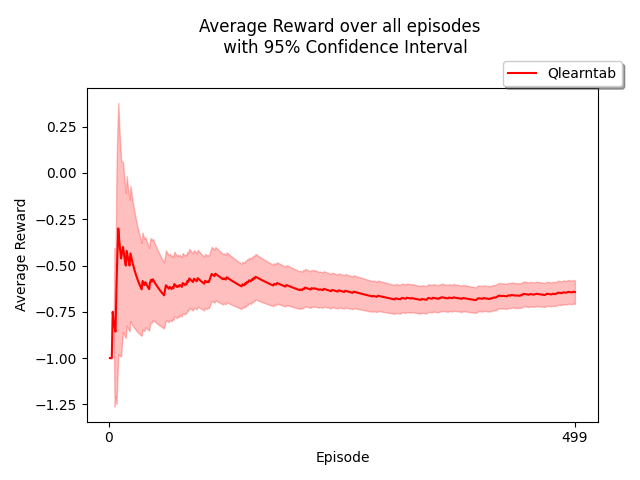 Average Reward over all episodes
with 95% Confidence Interval
Qlearntab
Average Reward
0.25
0.00
−0.25
−0.50
−0.75
−1.00
−1.25
0 499
Episode